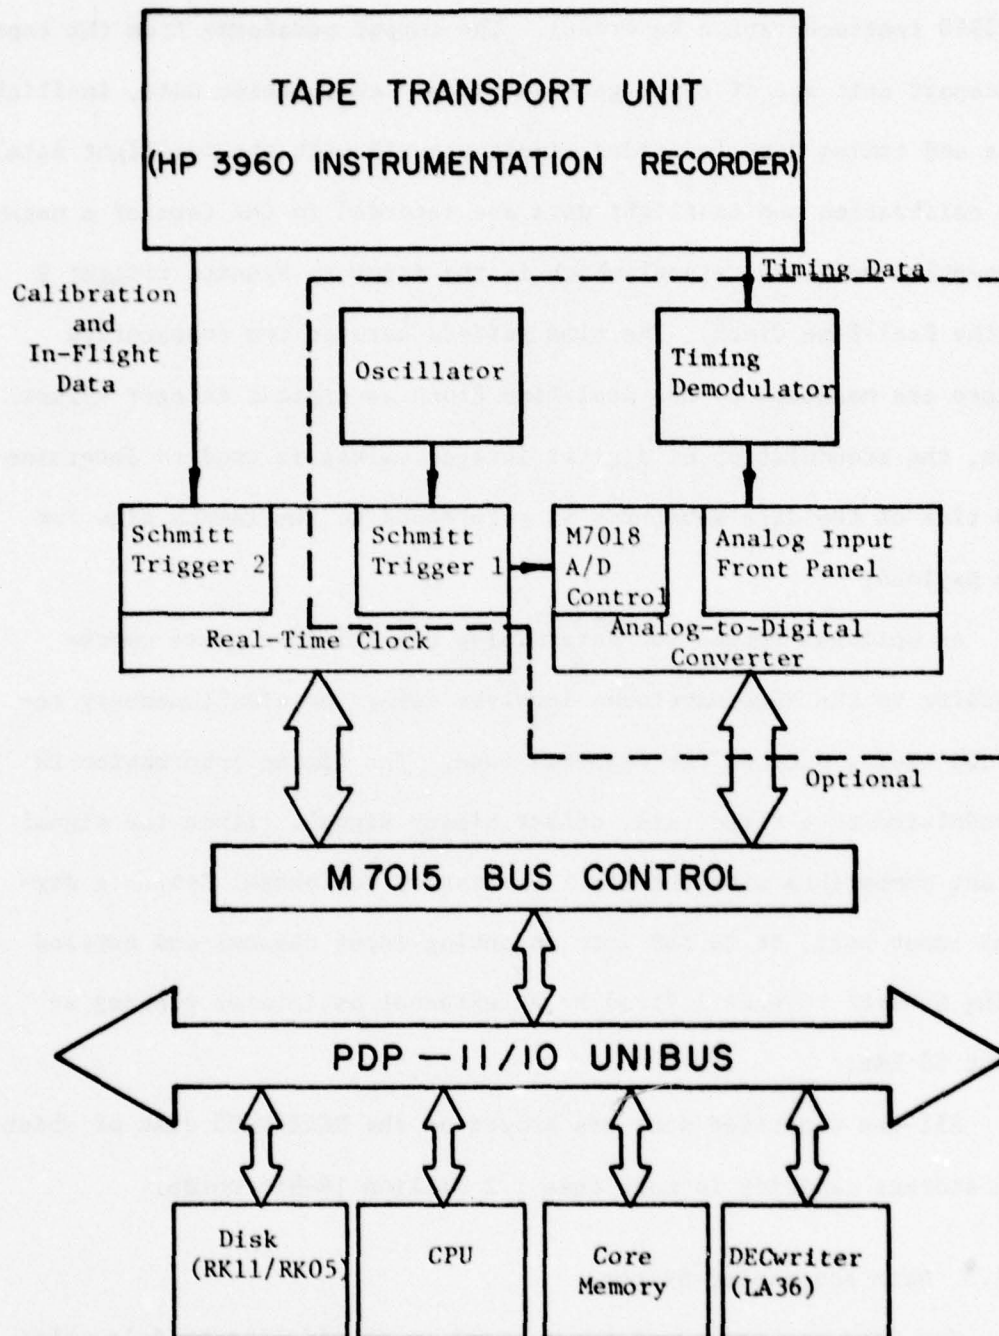 TAPE TRANSPORT UNIT
(HP 3960 INSTRUMENTATION RECORDER)
Timing Data
Calibration
and
In-Flight
Data
Oscillator
Timing
Demodulator
Schmitt
Trigger 2
Schmitt
Trigger 1
M7018
A/D
Control
Analog Input
Front Panel
Real-Time Clock
Analog-to-Digital
Converter
Optional
M7015 BUS CONTROL
PDP-11/10 UNIBUS
Disk
(RK11/RK05)
CPU
Core
Memory
DECwriter
(LA36)